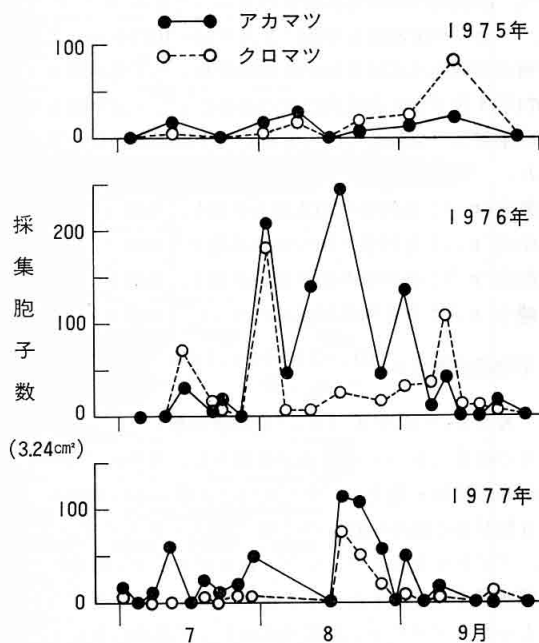 アカマツ
クロマツ
1975年
100
0
1976年
200
100
0
採集胞子数
(3.24cm²)
1977年
100
0
7 8 9月